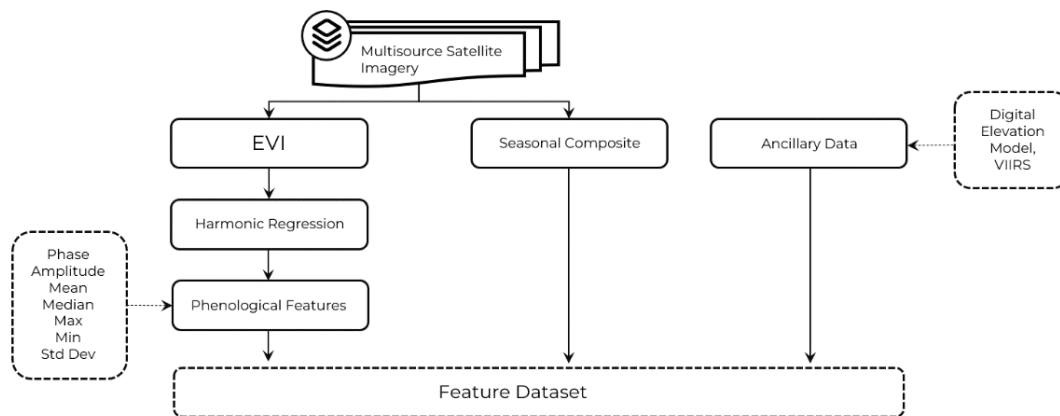 Multisource Satellite
Imagery
EVI
Seasonal Composite
Ancillary Data
Digital
Elevation
Model,
VIIRS
Harmonic Regression
Phase
Amplitude
Mean
Median
Max
Min
Std Dev
Phenological Features
Feature Dataset